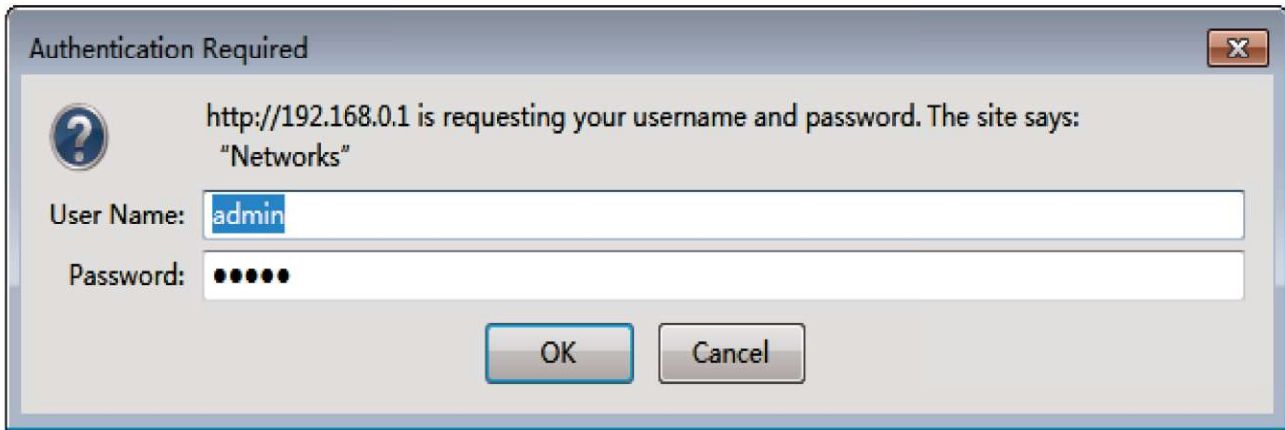 Authentication Required
http://192.168.0.1 is requesting your username and password. The site says:
“Networks”
User Name: admin
Password: •••••
OK Cancel